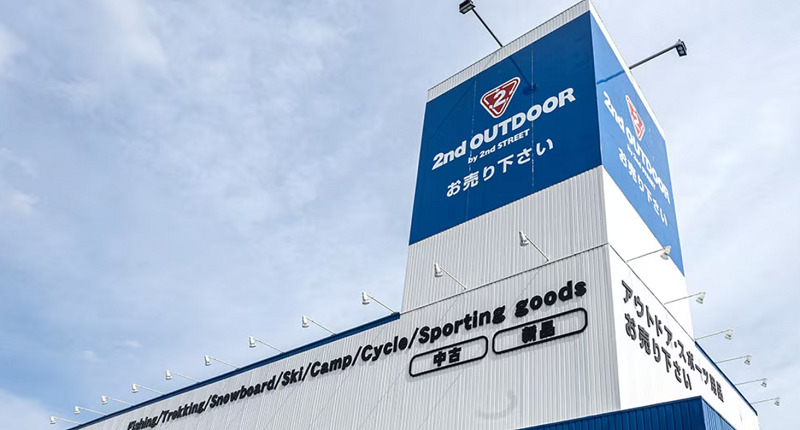 2
2nd OUTDOOR
by 2nd STREET
お売り下さい
2
2nd OUTDOOR
お売り下さい
Fishing/Trekking/Snowboard/Ski/Camp/Cycle/Sporting goods
中古
新品
アウトドア・スポーツ用品
お売り下さい